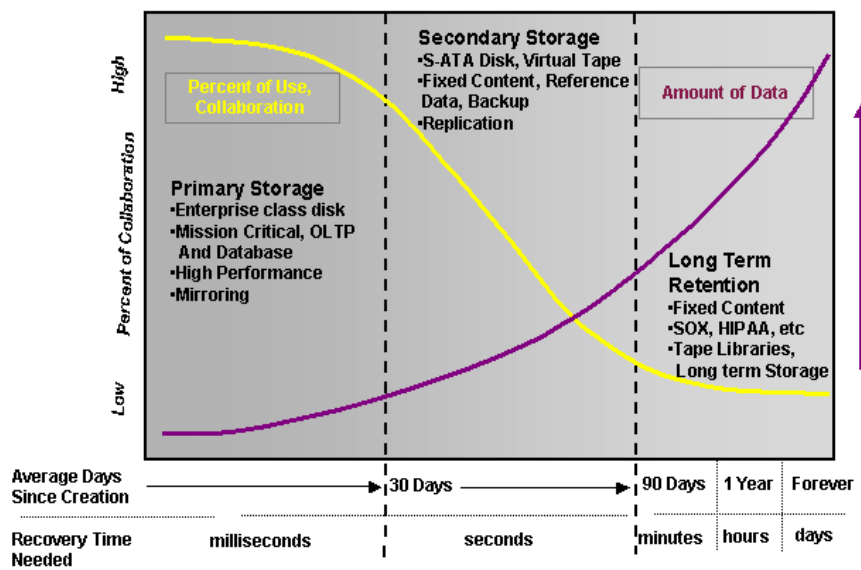 High
Percent of Collaboration
Low
Percent of Use,
Collaboration
Primary Storage
▪Enterprise class disk
▪Mission Critical, OLTP
And Database
▪High Performance
▪Mirroring
Secondary Storage
▪S-ATA Disk, Virtual Tape
▪Fixed Content, Reference
Data, Backup
▪Replication
Amount of Data
Long Term
Retention
▪Fixed Content
▪SOX, HIPAA, etc
▪Tape Libraries,
Long term Storage
Average Days
Since Creation
30 Days
90 Days
1 Year
Forever
Recovery Time
Needed
milliseconds
seconds
minutes
hours
days